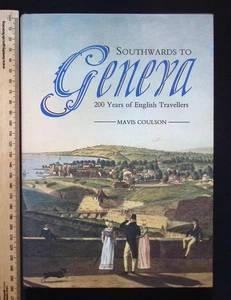 SOUTHWARDS TO
Geneva
200 Years of English Travellers
MAVIS COULSON